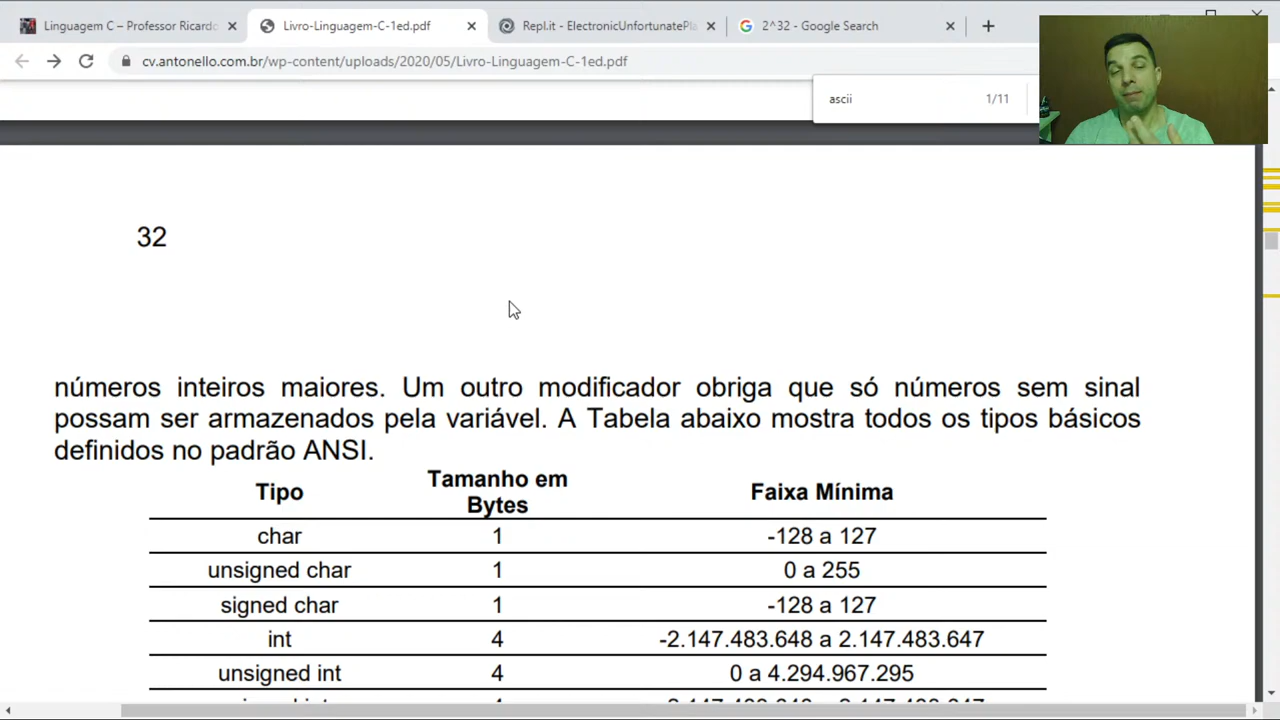 Linguagem C – Professor Ricardo
Livro-Linguagem-C-1ed.pdf
Repl.it - ElectronicUnfortunatePla
2^32 - Google Search
cv.antonello.com.br/wp-content/uploads/2020/05/Livro-Linguagem-C-1ed.pdf
ascii 1/11
32
números inteiros maiores. Um outro modificador obriga que só números sem sinal
possam ser armazenados pela variável. A Tabela abaixo mostra todos os tipos básicos
definidos no padrão ANSI.
Tipo Tamanho em Bytes Faixa Mínima
char 1 -128 a 127
unsigned char 1 0 a 255
signed char 1 -128 a 127
int 4 -2.147.483.648 a 2.147.483.647
unsigned int 4 0 a 4.294.967.295